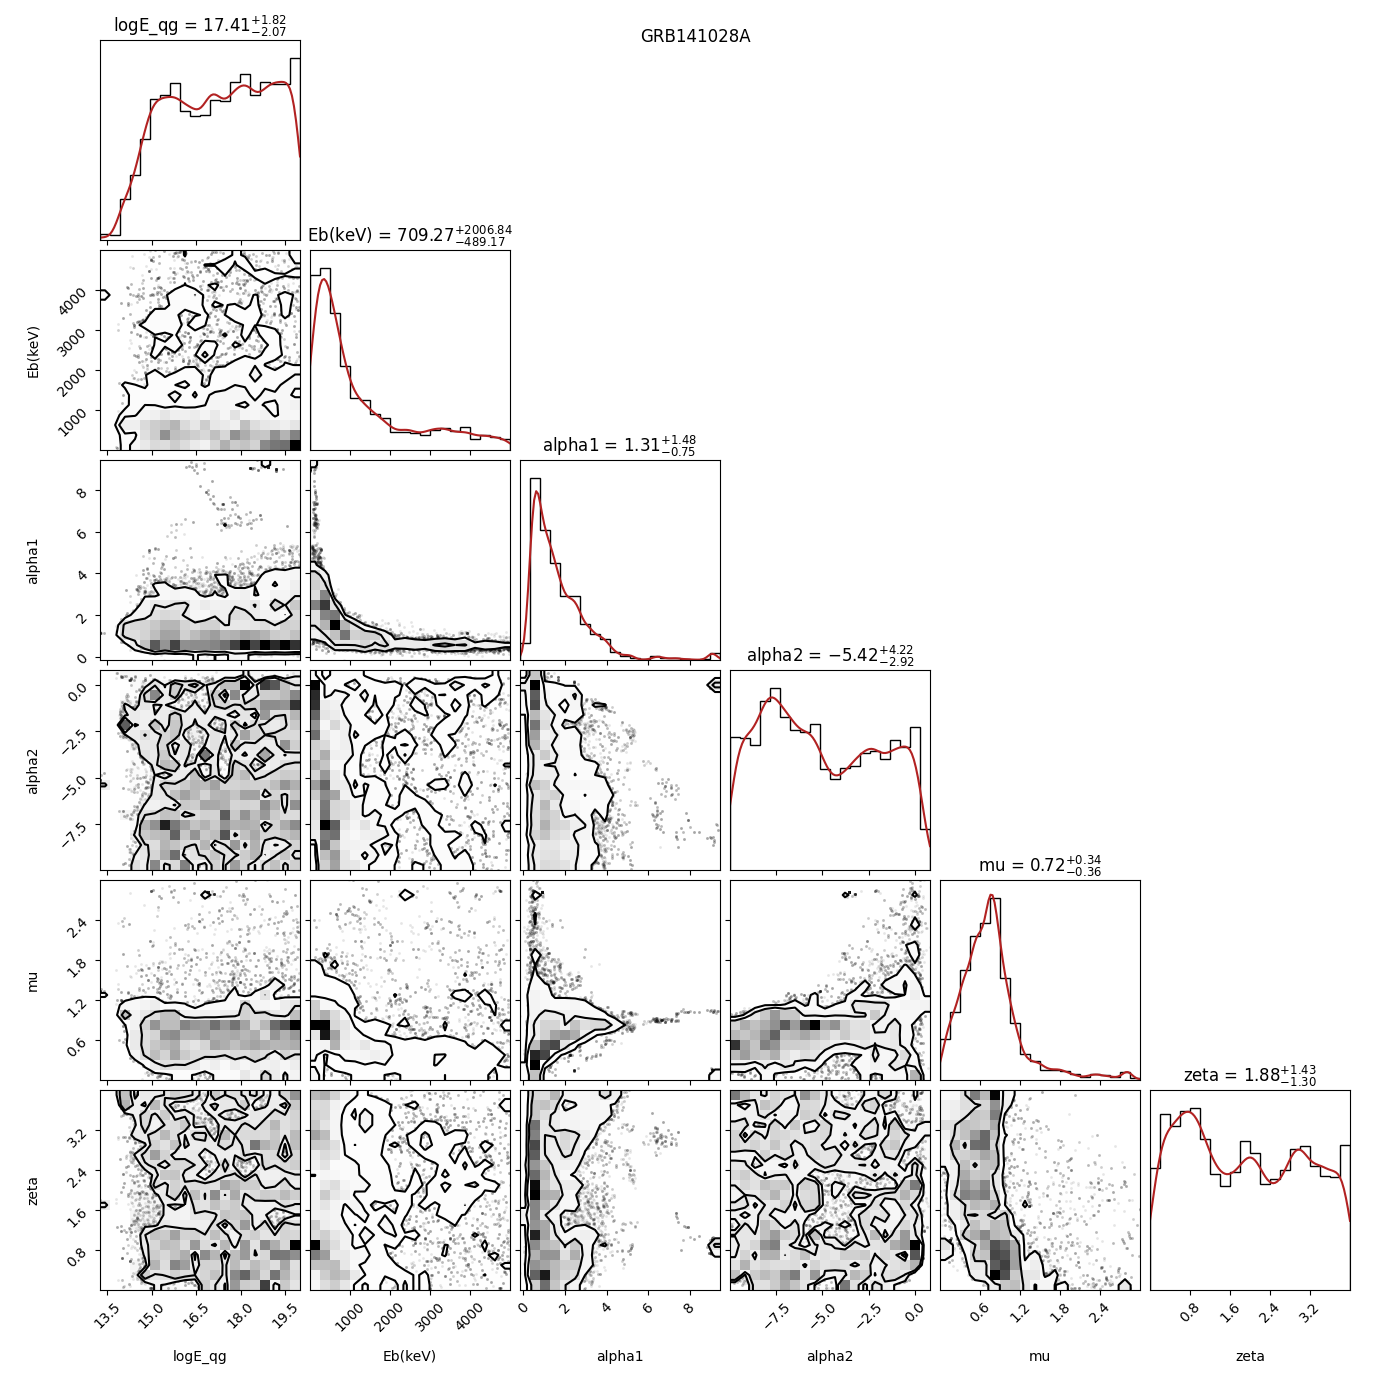 GRB141028A
logE_qg = 17.41^{+1.82}_{−2.07}
Eb(keV) = 709.27^{+2006.84}_{−489.17}
Eb(keV)
4000
3000
2000
1000
alpha1 = 1.31^{+1.48}_{−0.75}
alpha1
8
6
4
2
0
alpha2 = −5.42^{+4.22}_{−2.92}
alpha2
0.0
−2.5
−5.0
−7.5
mu = 0.72^{+0.34}_{−0.36}
mu
2.4
1.8
1.2
0.6
zeta = 1.88^{+1.43}_{−1.30}
zeta
3.2
2.4
1.6
0.8
13.5 15.0 16.5 18.0 19.5 1000 2000 3000 4000 0 2 4 6 8 −7.5 −5.0 −2.5 0.0 0.6 1.2 1.8 2.4 0.8 1.6 2.4 3.2
logE_qg Eb(keV) alpha1 alpha2 mu zeta